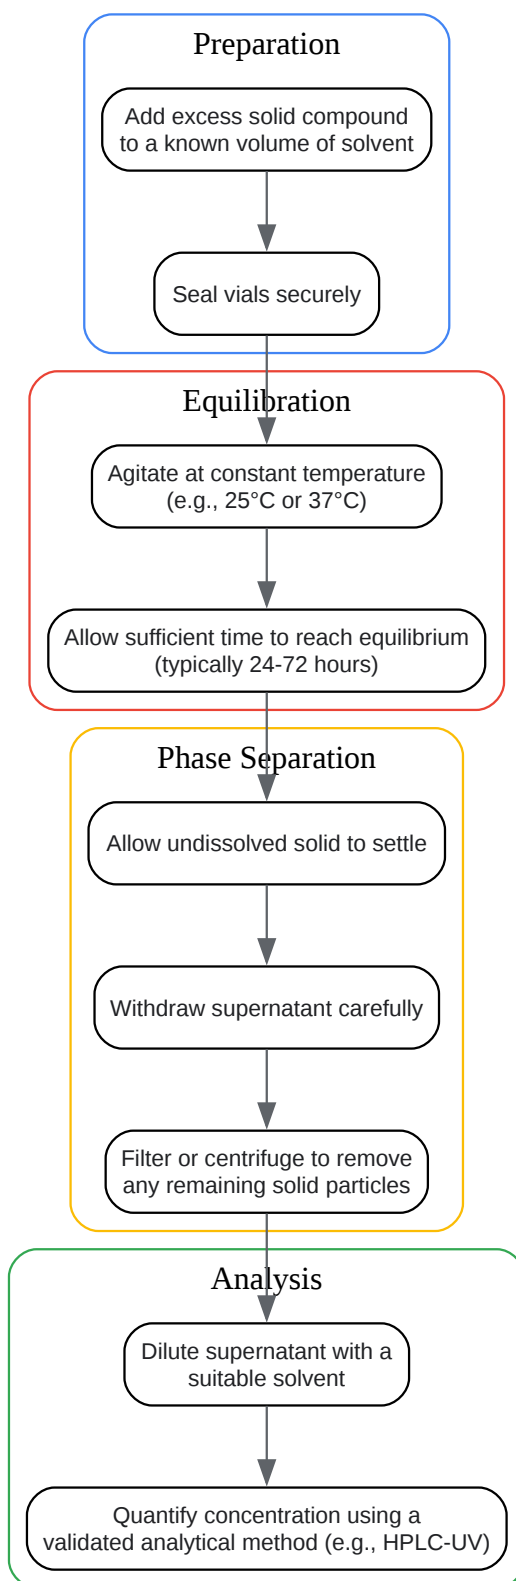 Preparation
Add excess solid compound
to a known volume of solvent
Seal vials securely
Equilibration
Agitate at constant temperature
(e.g., 25°C or 37°C)
Allow sufficient time to reach equilibrium
(typically 24-72 hours)
Phase Separation
Allow undissolved solid to settle
Withdraw supernatant carefully
Filter or centrifuge to remove
any remaining solid particles
Analysis
Dilute supernatant with a
suitable solvent
Quantify concentration using a
validated analytical method (e.g., HPLC-UV)